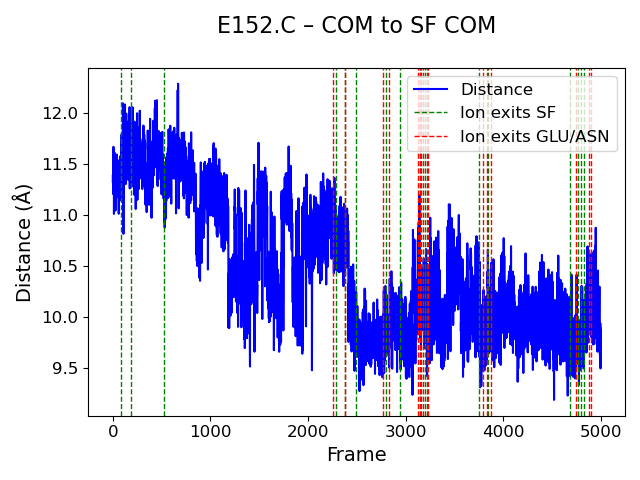 E152.C – COM to SF COM
Distance
Ion exits SF
Ion exits GLU/ASN
12.0
11.5
11.0
10.5
10.0
9.5
Distance (Å)
0 1000 2000 3000 4000 5000
Frame